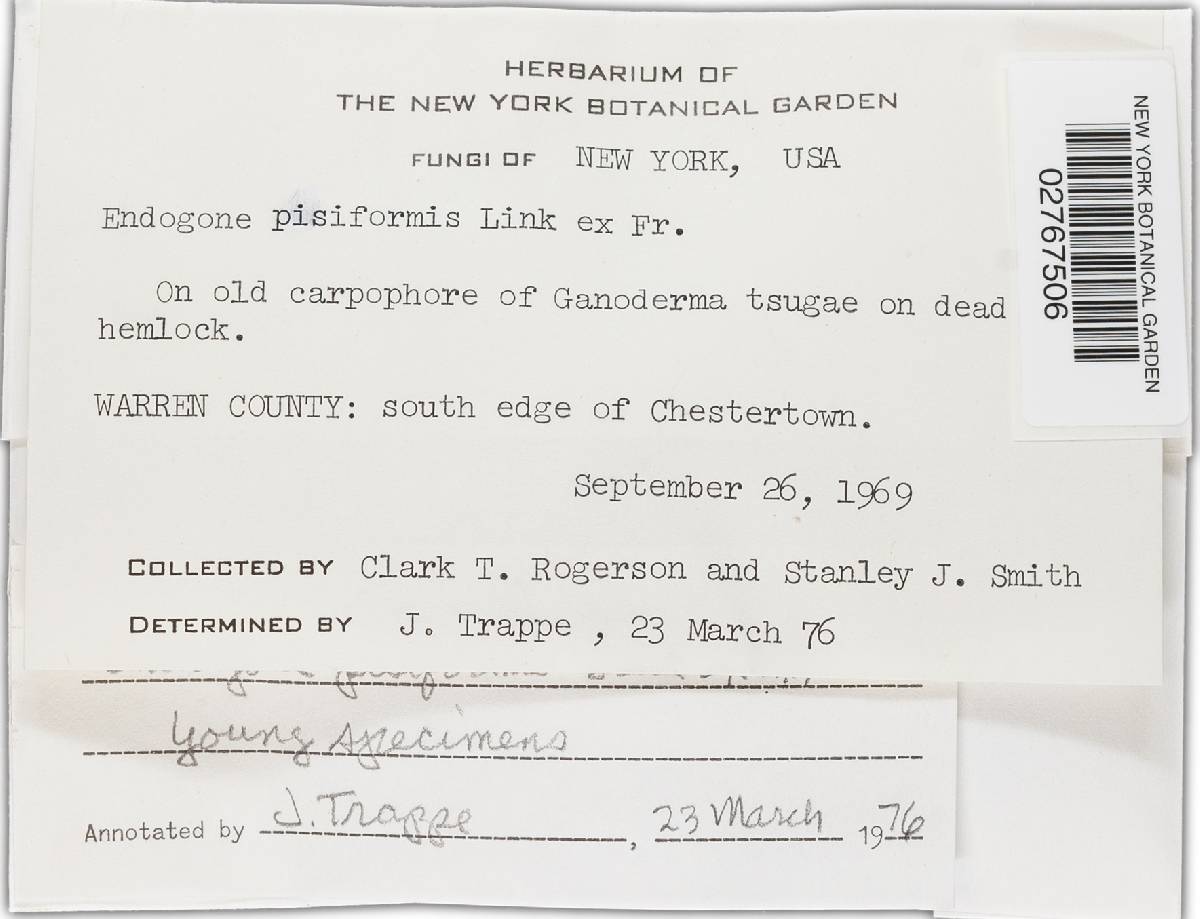 HERBARIUM OF
THE NEW YORK BOTANICAL GARDEN
FUNGI OF NEW YORK, USA
Endogone pisiformis Link ex Fr.
On old carpophore of Ganoderma tsugae on dead
hemlock.
WARREN COUNTY: south edge of Chestertown.
September 26, 1969
COLLECTED BY Clark T. Rogerson and Stanley J. Smith
DETERMINED BY J. Trappe , 23 March 76
NEW YORK BOTANICAL GARDEN
02767506
Young specimens
Annotated by J. Trappe, 23 March 1976